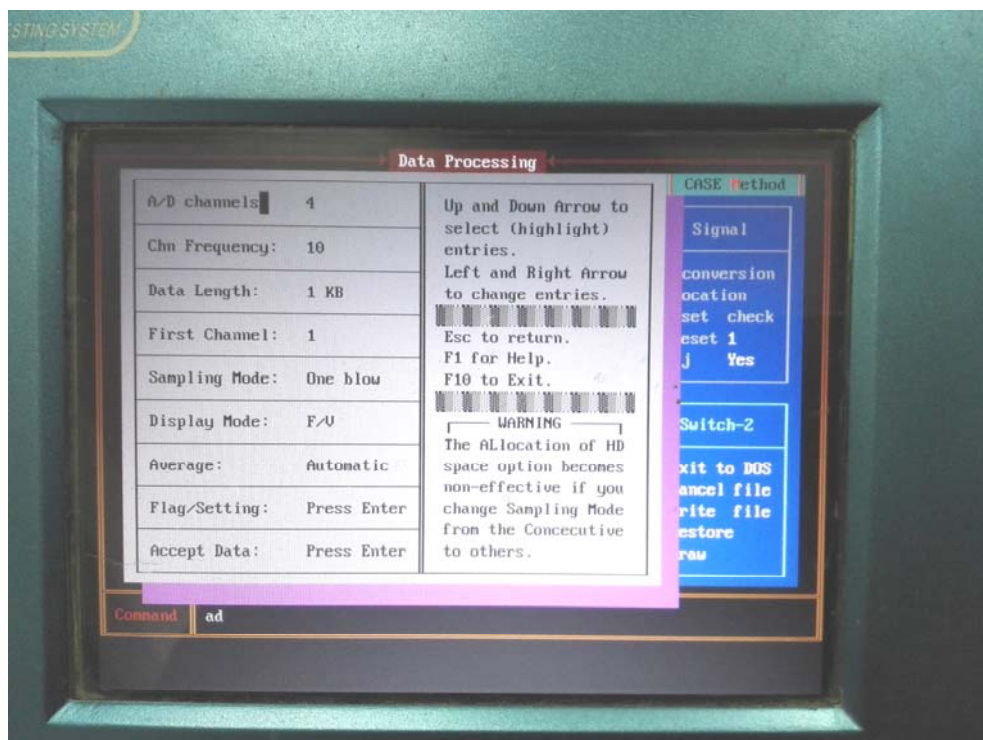 TESTING SYSTEM
Data Processing
A/D channels 4
Chn Frequency: 10
Data Length: 1 KB
First Channel: 1
Sampling Mode: One blow
Display Mode: F/V
Average: Automatic
Flag/Setting: Press Enter
Accept Data: Press Enter
Up and Down Arrow to
select (highlight)
entries.
Left and Right Arrow
to change entries.
Esc to return.
F1 for Help.
F10 to Exit.
WARNING
The ALlocation of HD
space option becomes
non-effective if you
change Sampling Mode
from the Concecutive
to others.
CASE Method
Signal
conversion
ocation
set check
eset 1
j Yes
Switch-2
xit to DOS
ancel file
rite file
estore
raw
Command ad